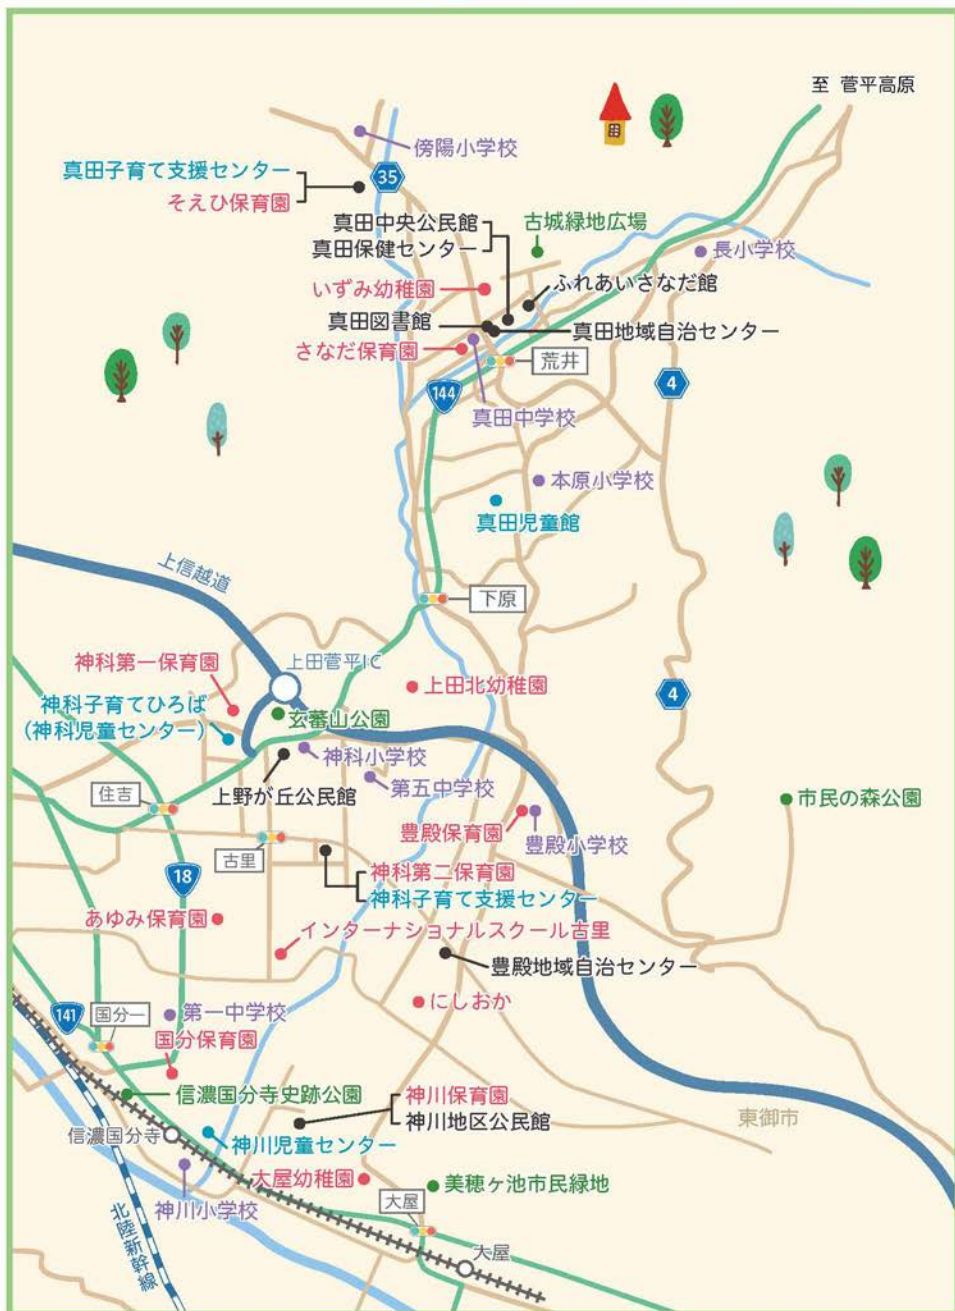 至 菅平高原
傍陽小学校
真田子育て支援センター
35
そえひ保育園
真田中央公民館
古城緑地広場
真田保健センター
長小学校
いずみ幼稚園
ふれあいさなだ館
真田図書館
真田地域自治センター
さなだ保育園
荒井
4
144
真田中学校
本原小学校
真田児童館
上信越道
下原
神科第一保育園
上田菅平IC
上田北幼稚園
4
神科子育てひろば
(神科児童センター)
玄蕃山公園
神科小学校
第五中学校
上野が丘公民館
住吉
市民の森公園
豊殿保育園
豊殿小学校
古里
神科第二保育園
18
神科子育て支援センター
あゆみ保育園
インターナショナルスクール古里
豊殿地域自治センター
にしおか
141
国分一
第一中学校
国分保育園
信濃国分寺史跡公園
神川保育園
神川地区公民館
東御市
信濃国分寺
神川児童センター
大屋幼稚園
美穂ヶ池市民緑地
大屋
神川小学校
北陸新幹線
大屋